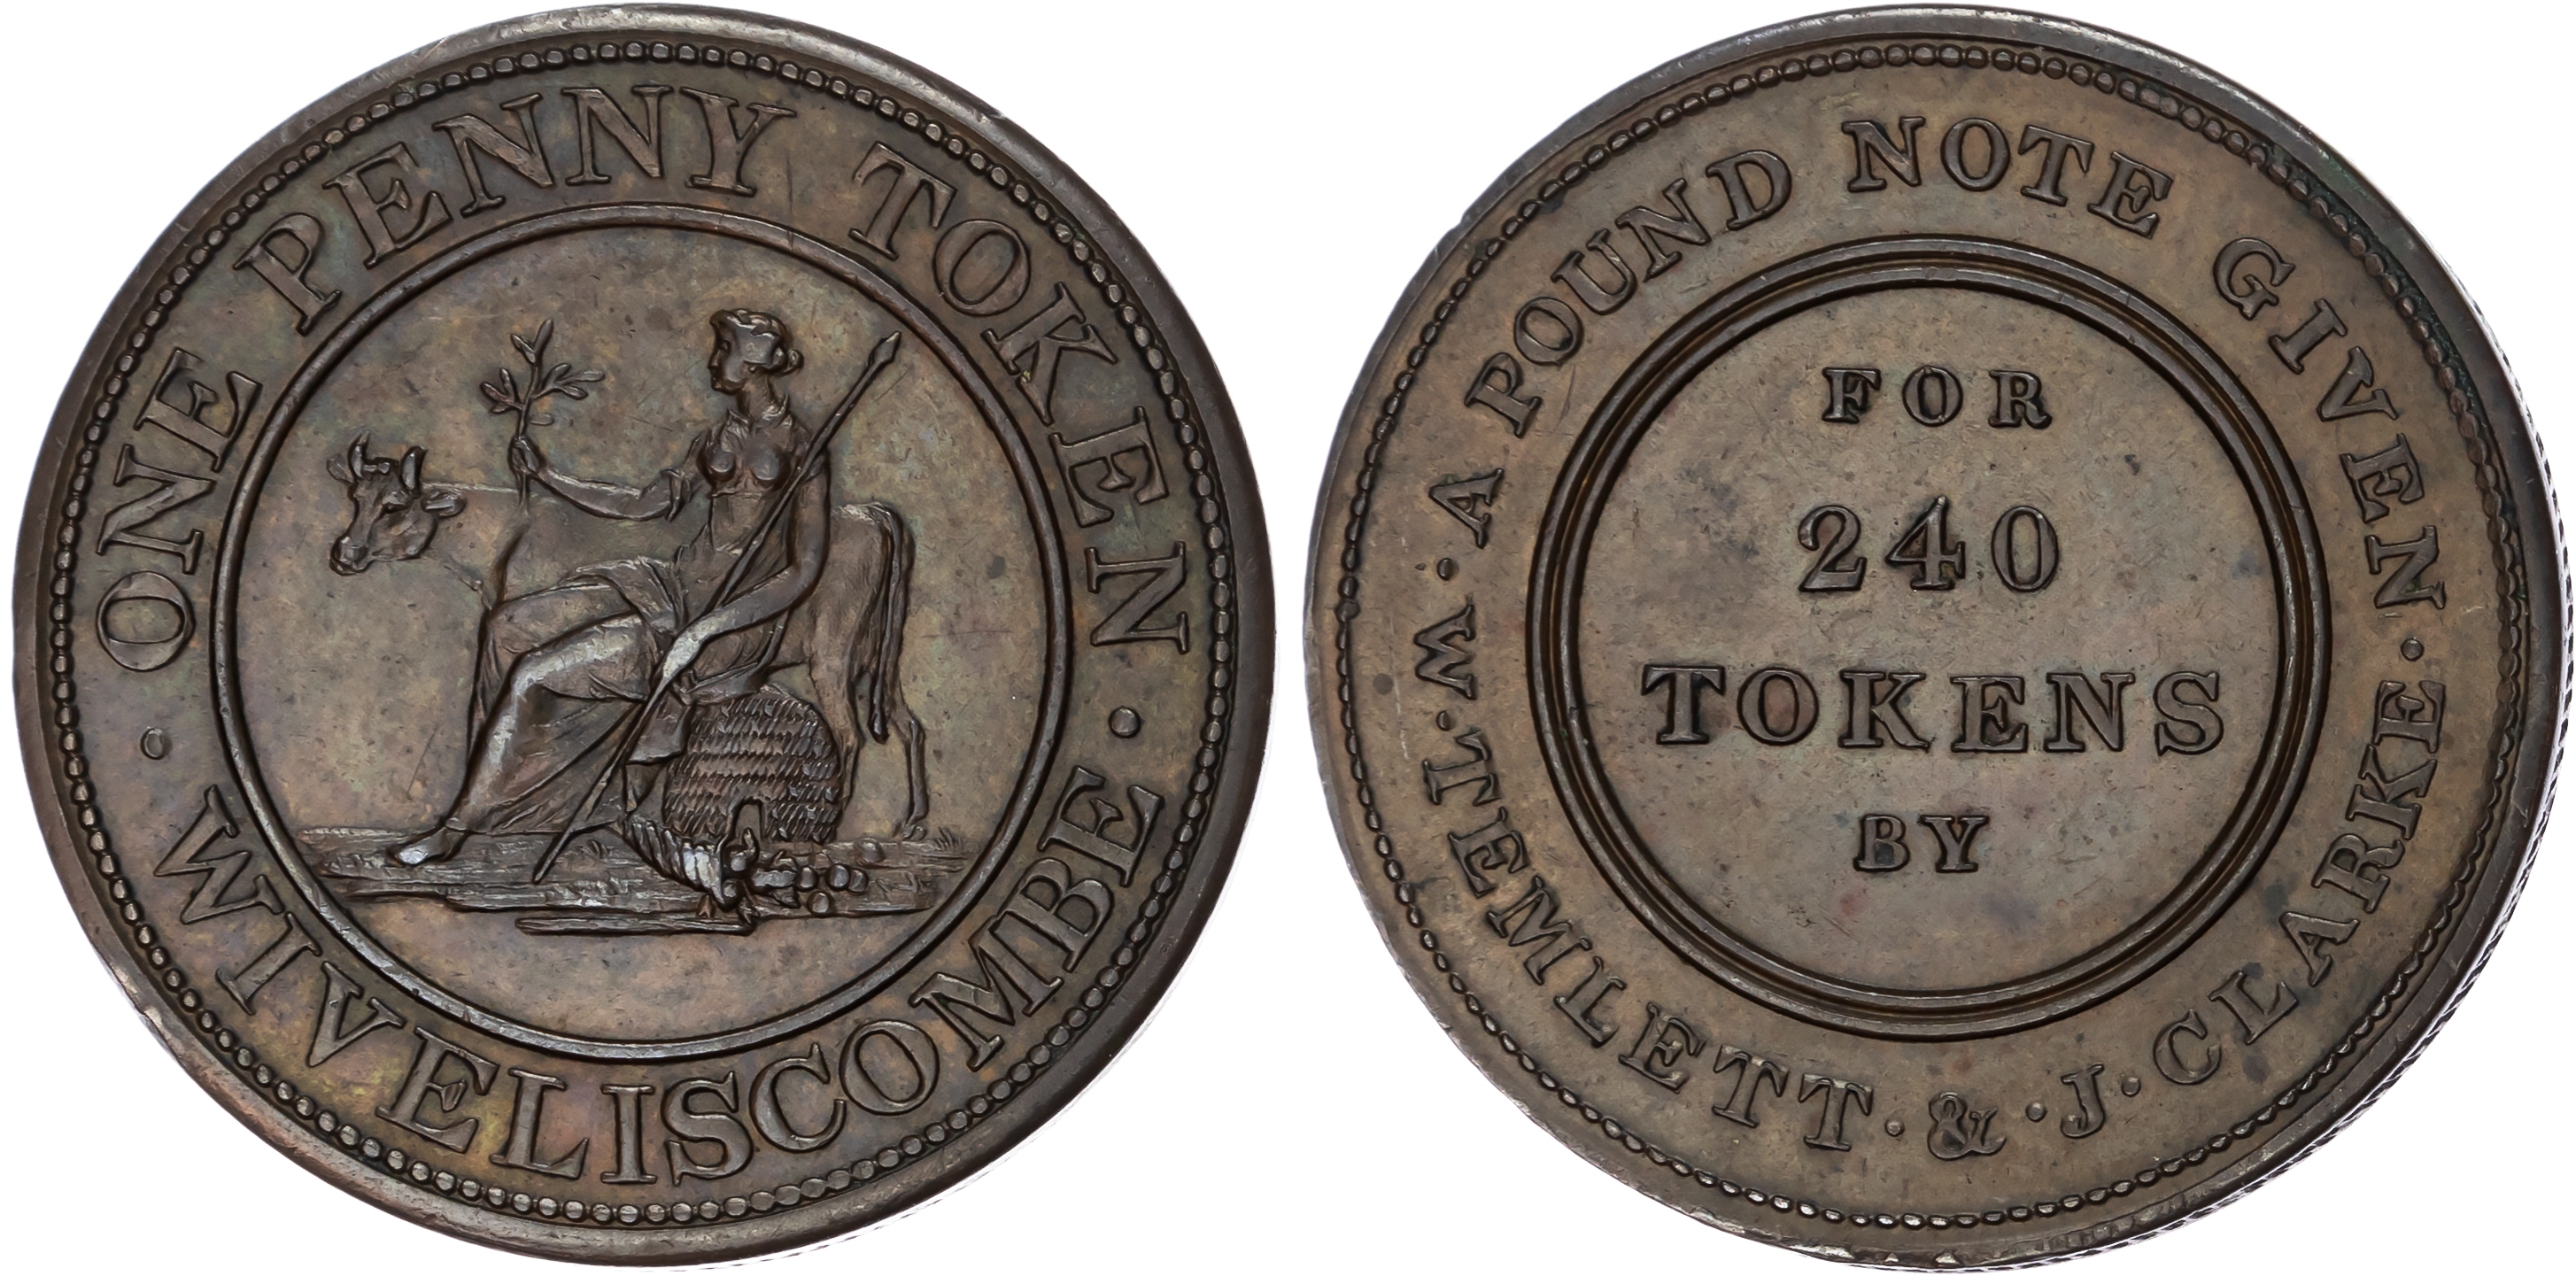 · ONE PENNY TOKEN ·
WIVELISCOMBE
A POUND NOTE GIVEN ·
FOR
240
TOKENS
BY
W · M · TEMLETT · & · J · CLARKE ·